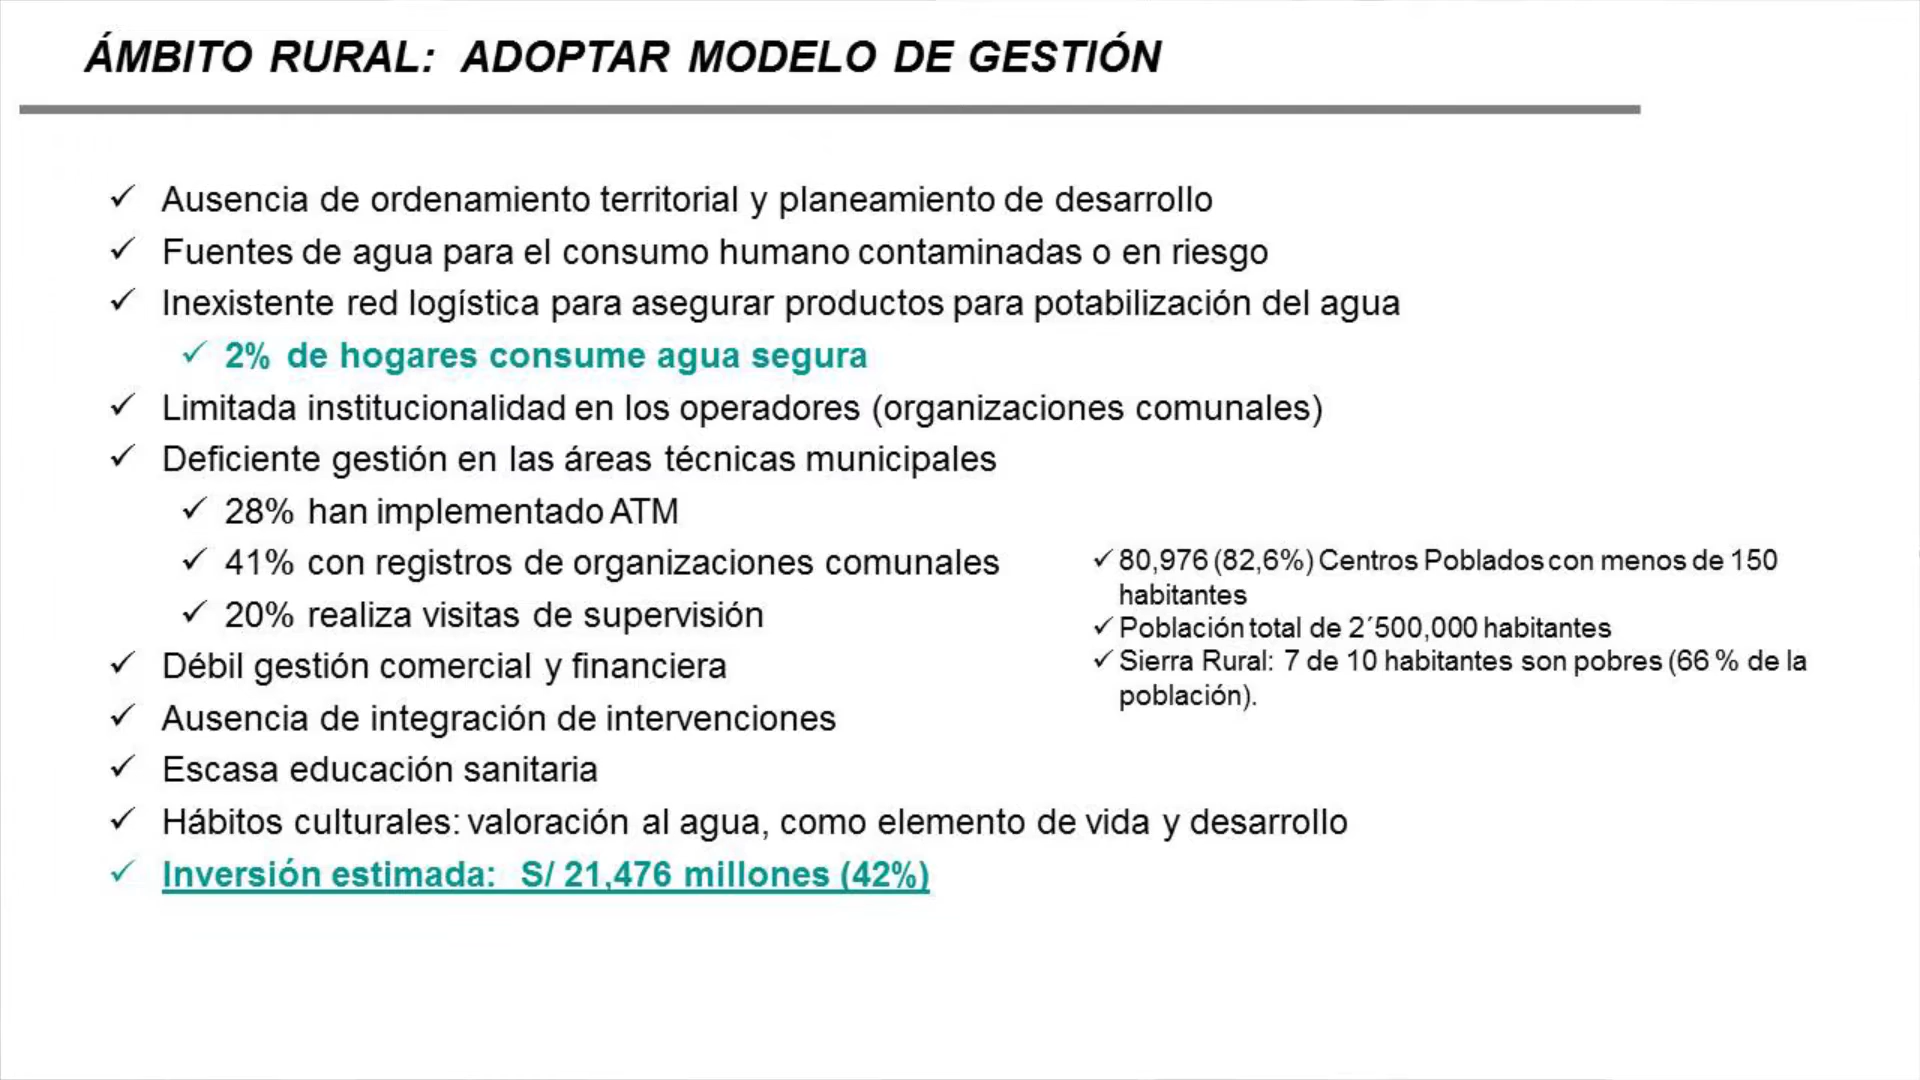 ÁMBITO RURAL: ADOPTAR MODELO DE GESTIÓN
✓ Ausencia de ordenamiento territorial y planeamiento de desarrollo
✓ Fuentes de agua para el consumo humano contaminadas o en riesgo
✓ Inexistente red logística para asegurar productos para potabilización del agua
✓ 2% de hogares consume agua segura
✓ Limitada institucionalidad en los operadores (organizaciones comunales)
✓ Deficiente gestión en las áreas técnicas municipales
✓ 28% han implementado ATM
✓ 41% con registros de organizaciones comunales
✓ 20% realiza visitas de supervisión
✓ Débil gestión comercial y financiera
✓ Ausencia de integración de intervenciones
✓ Escasa educación sanitaria
✓ Hábitos culturales: valoración al agua, como elemento de vida y desarrollo
✓ Inversión estimada: S/ 21,476 millones (42%)
✓ 80,976 (82,6%) Centros Poblados con menos de 150
habitantes
✓ Población total de 2´500,000 habitantes
✓ Sierra Rural: 7 de 10 habitantes son pobres (66 % de la
población).